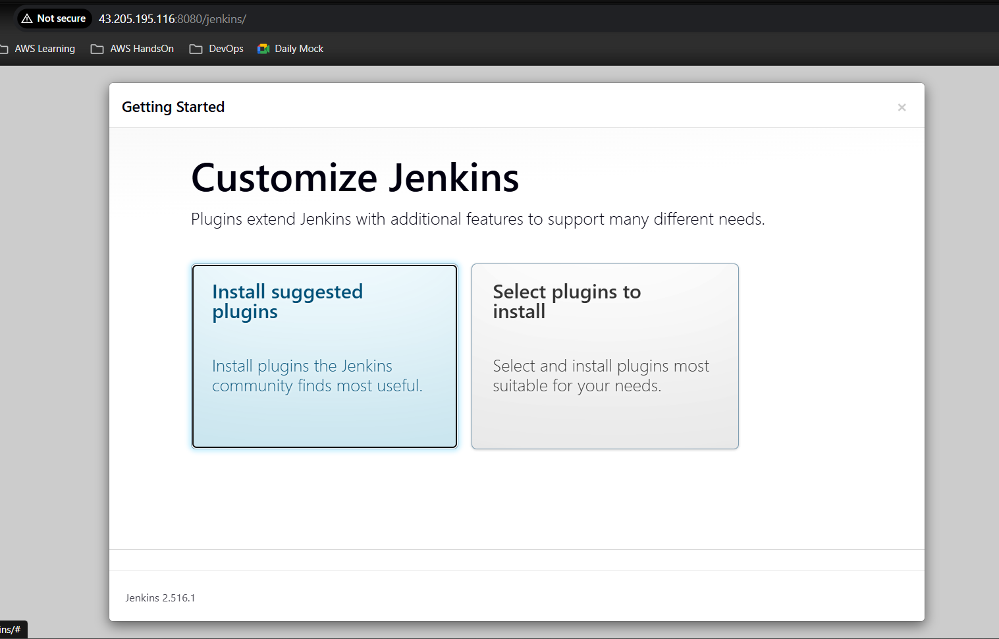 Not secure 43.205.195.116:8080/jenkins/
AWS Learning AWS HandsOn DevOps Daily Mock
Getting Started ×
Customize Jenkins
Plugins extend Jenkins with additional features to support many different needs.
Install suggested
plugins
Install plugins the Jenkins
community finds most useful.
Select plugins to
install
Select and install plugins most
suitable for your needs.
Jenkins 2.516.1
ins/#